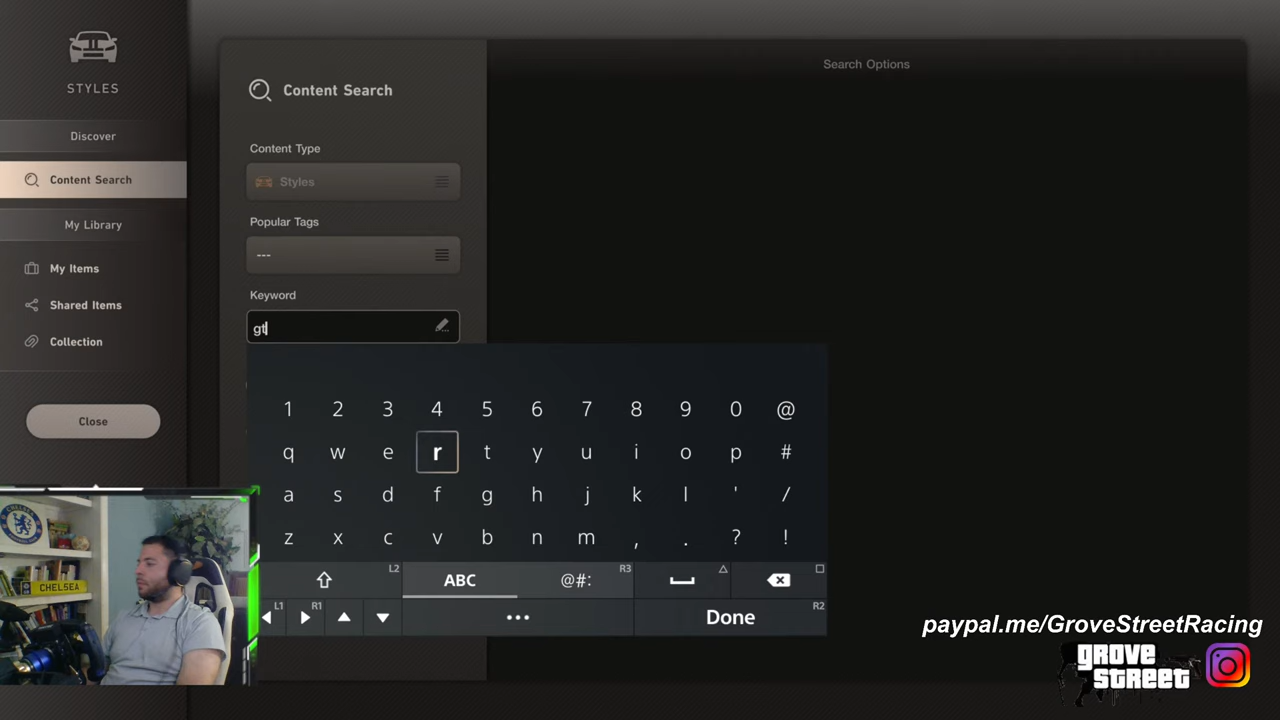 STYLES
Discover
Content Search
My Library
My Items
Shared Items
Collection
Close
Content Search
Content Type
Styles
Popular Tags
---
Keyword
gt
Search Options
1 2 3 4 5 6 7 8 9 0 @
q w e r t y u i o p #
a s d f g h j k l ' /
z x c v b n m , . ? !
L2 ABC @#: R3
L1 R1 ... Done R2
CHELSEA
paypal.me/GroveStreetRacing
GROVE
STREET